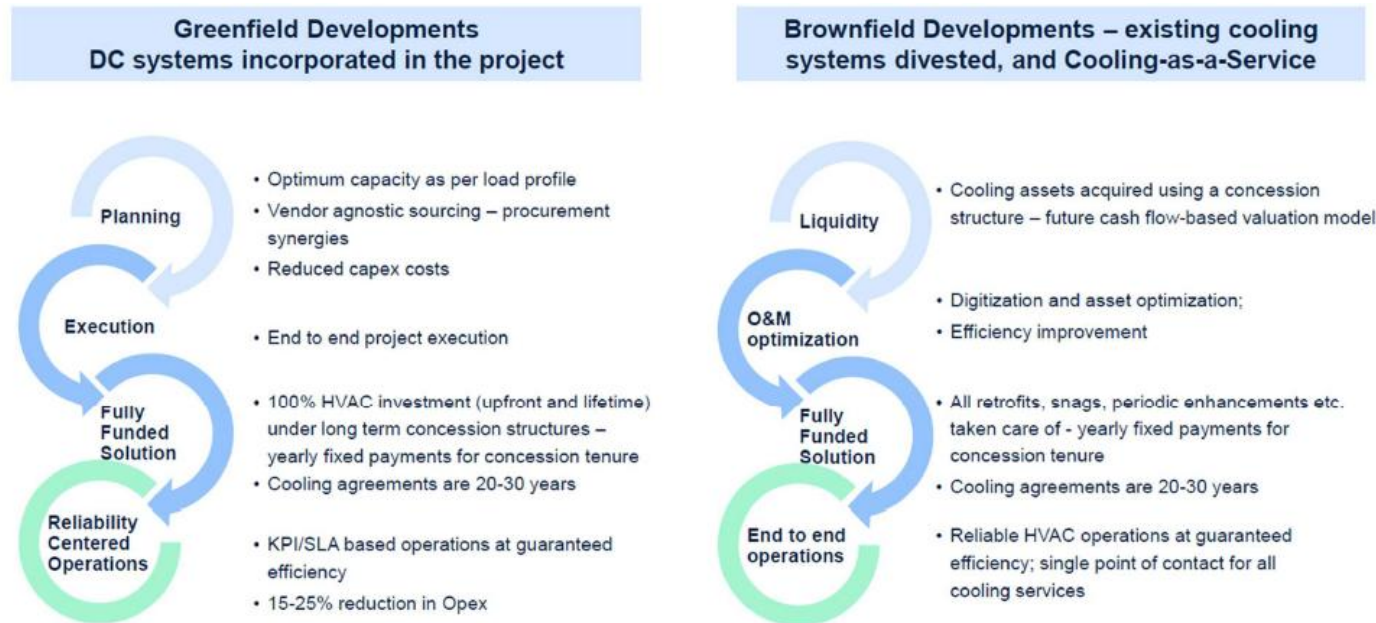 Greenfield Developments
DC systems incorporated in the project
Planning
• Optimum capacity as per load profile
• Vendor agnostic sourcing – procurement
synergies
• Reduced capex costs
Execution
• End to end project execution
Fully
Funded
Solution
• 100% HVAC investment (upfront and lifetime)
under long term concession structures –
yearly fixed payments for concession tenure
• Cooling agreements are 20-30 years
Reliability
Centered
Operations
• KPI/SLA based operations at guaranteed
efficiency
• 15-25% reduction in Opex
Brownfield Developments – existing cooling
systems divested, and Cooling-as-a-Service
Liquidity
• Cooling assets acquired using a concession
structure – future cash flow-based valuation model
O&M
optimization
• Digitization and asset optimization;
• Efficiency improvement
Fully
Funded
Solution
• All retrofits, snags, periodic enhancements etc.
taken care of - yearly fixed payments for
concession tenure
• Cooling agreements are 20-30 years
End to end
operations
• Reliable HVAC operations at guaranteed
efficiency; single point of contact for all
cooling services